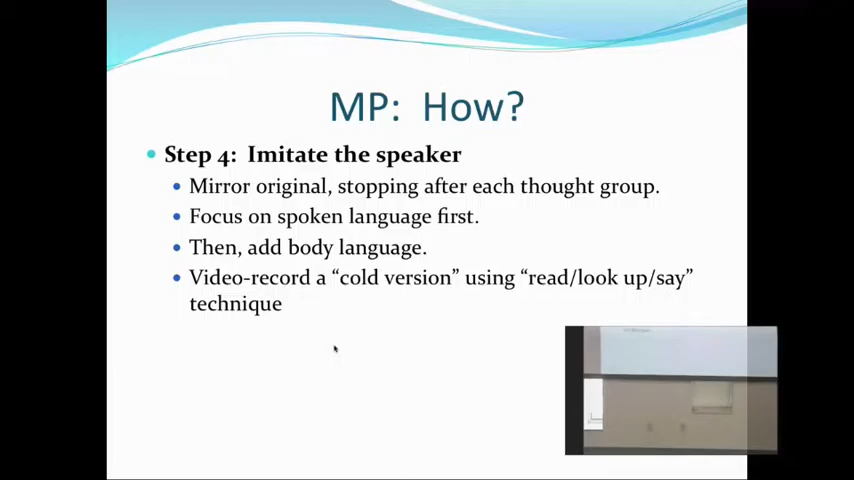 MP: How?
Step 4: Imitate the speaker
Mirror original, stopping after each thought group.
Focus on spoken language first.
Then, add body language.
Video-record a “cold version” using “read/look up/say”
technique